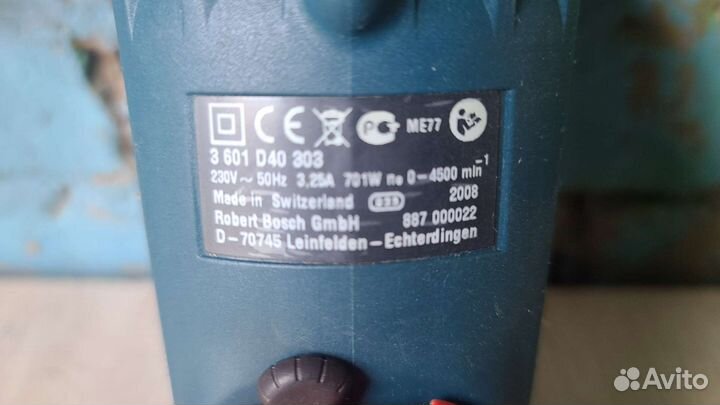 CE PG ME77
3 601 D40 303
230V ~ 50Hz 3,25A 701W n₀ 0-4500 min⁻¹
Made in Switzerland 2008
Robert Bosch GmbH 887 000022
D-70745 Leinfelden-Echterdingen
Avito